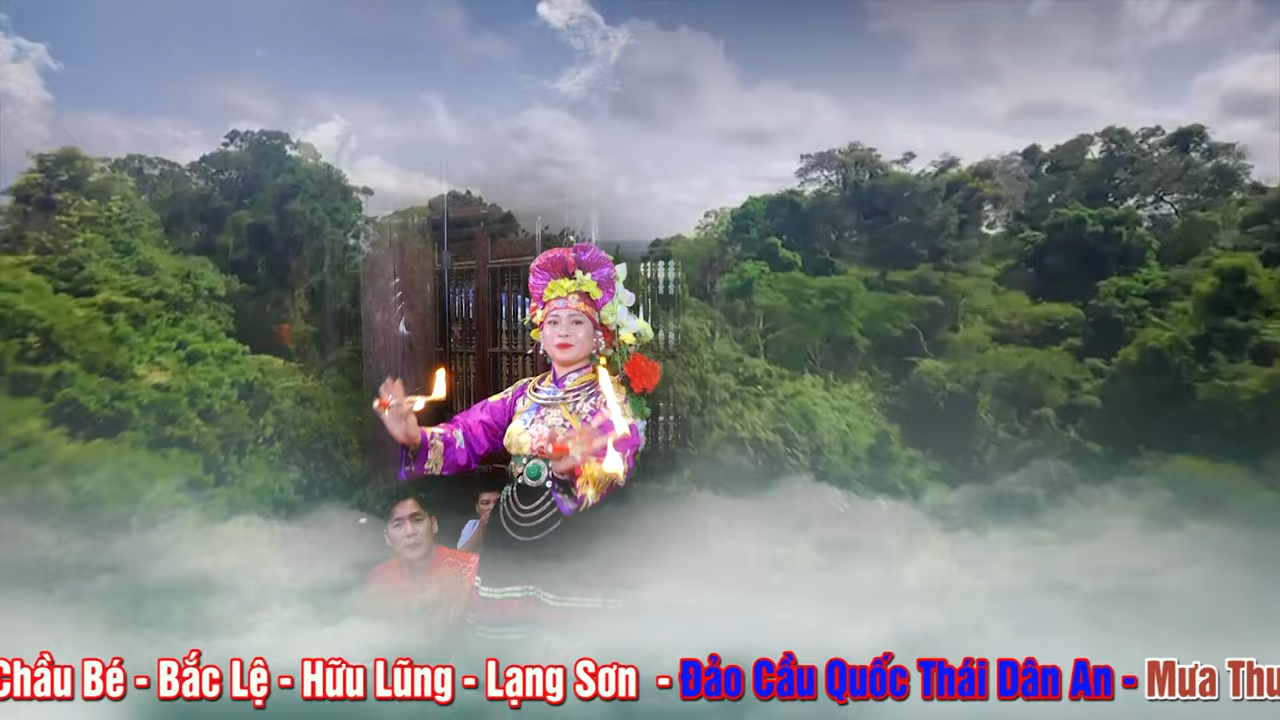 Chầu Bé - Bắc Lệ - Hữu Lũng - Lạng Sơn - Đảo Cầu Quốc Thái Dân An - Mưa Thu